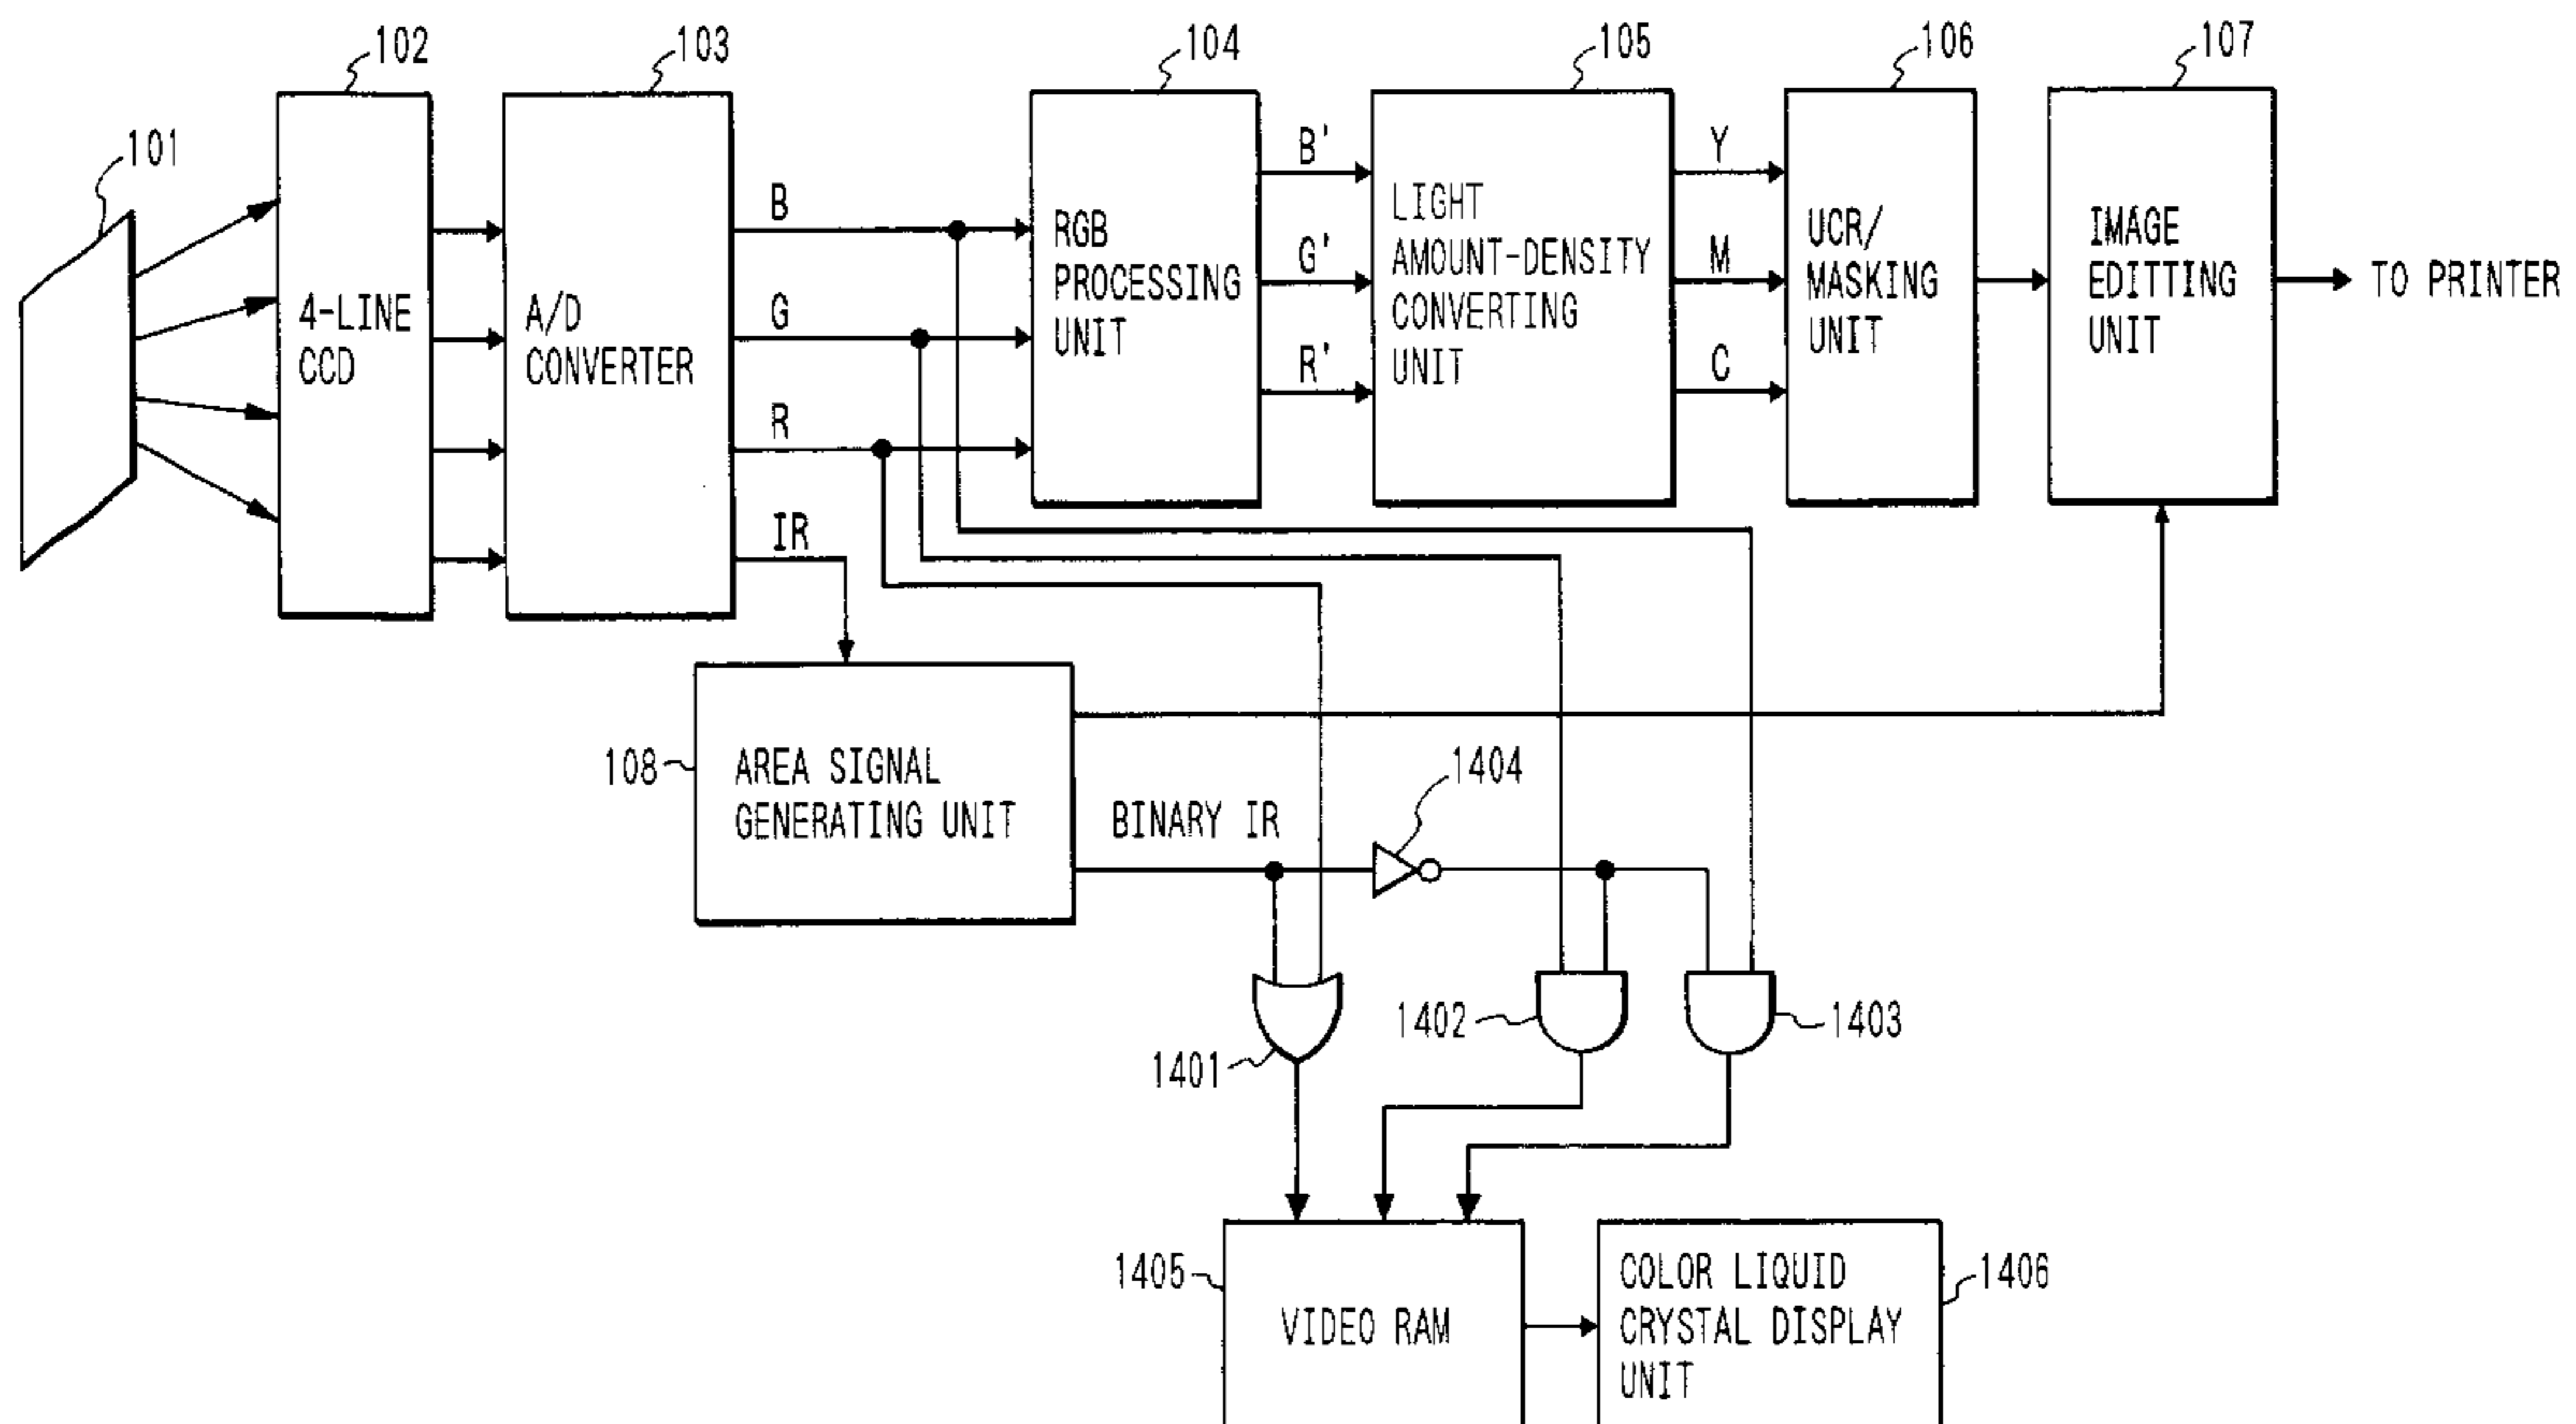 102
103
104
105
106
107
101
4-LINE
CCD
A/D
CONVERTER
B
G
R
IR
RGB
PROCESSING
UNIT
B'
G'
R'
LIGHT
AMOUNT-DENSITY
CONVERTING
UNIT
Y
M
C
UCR/
MASKING
UNIT
IMAGE
EDITTING
UNIT
TO PRINTER
108
AREA SIGNAL
GENERATING UNIT
BINARY IR
1404
1401
1402
1403
1405
VIDEO RAM
COLOR LIQUID
CRYSTAL DISPLAY
UNIT
1406